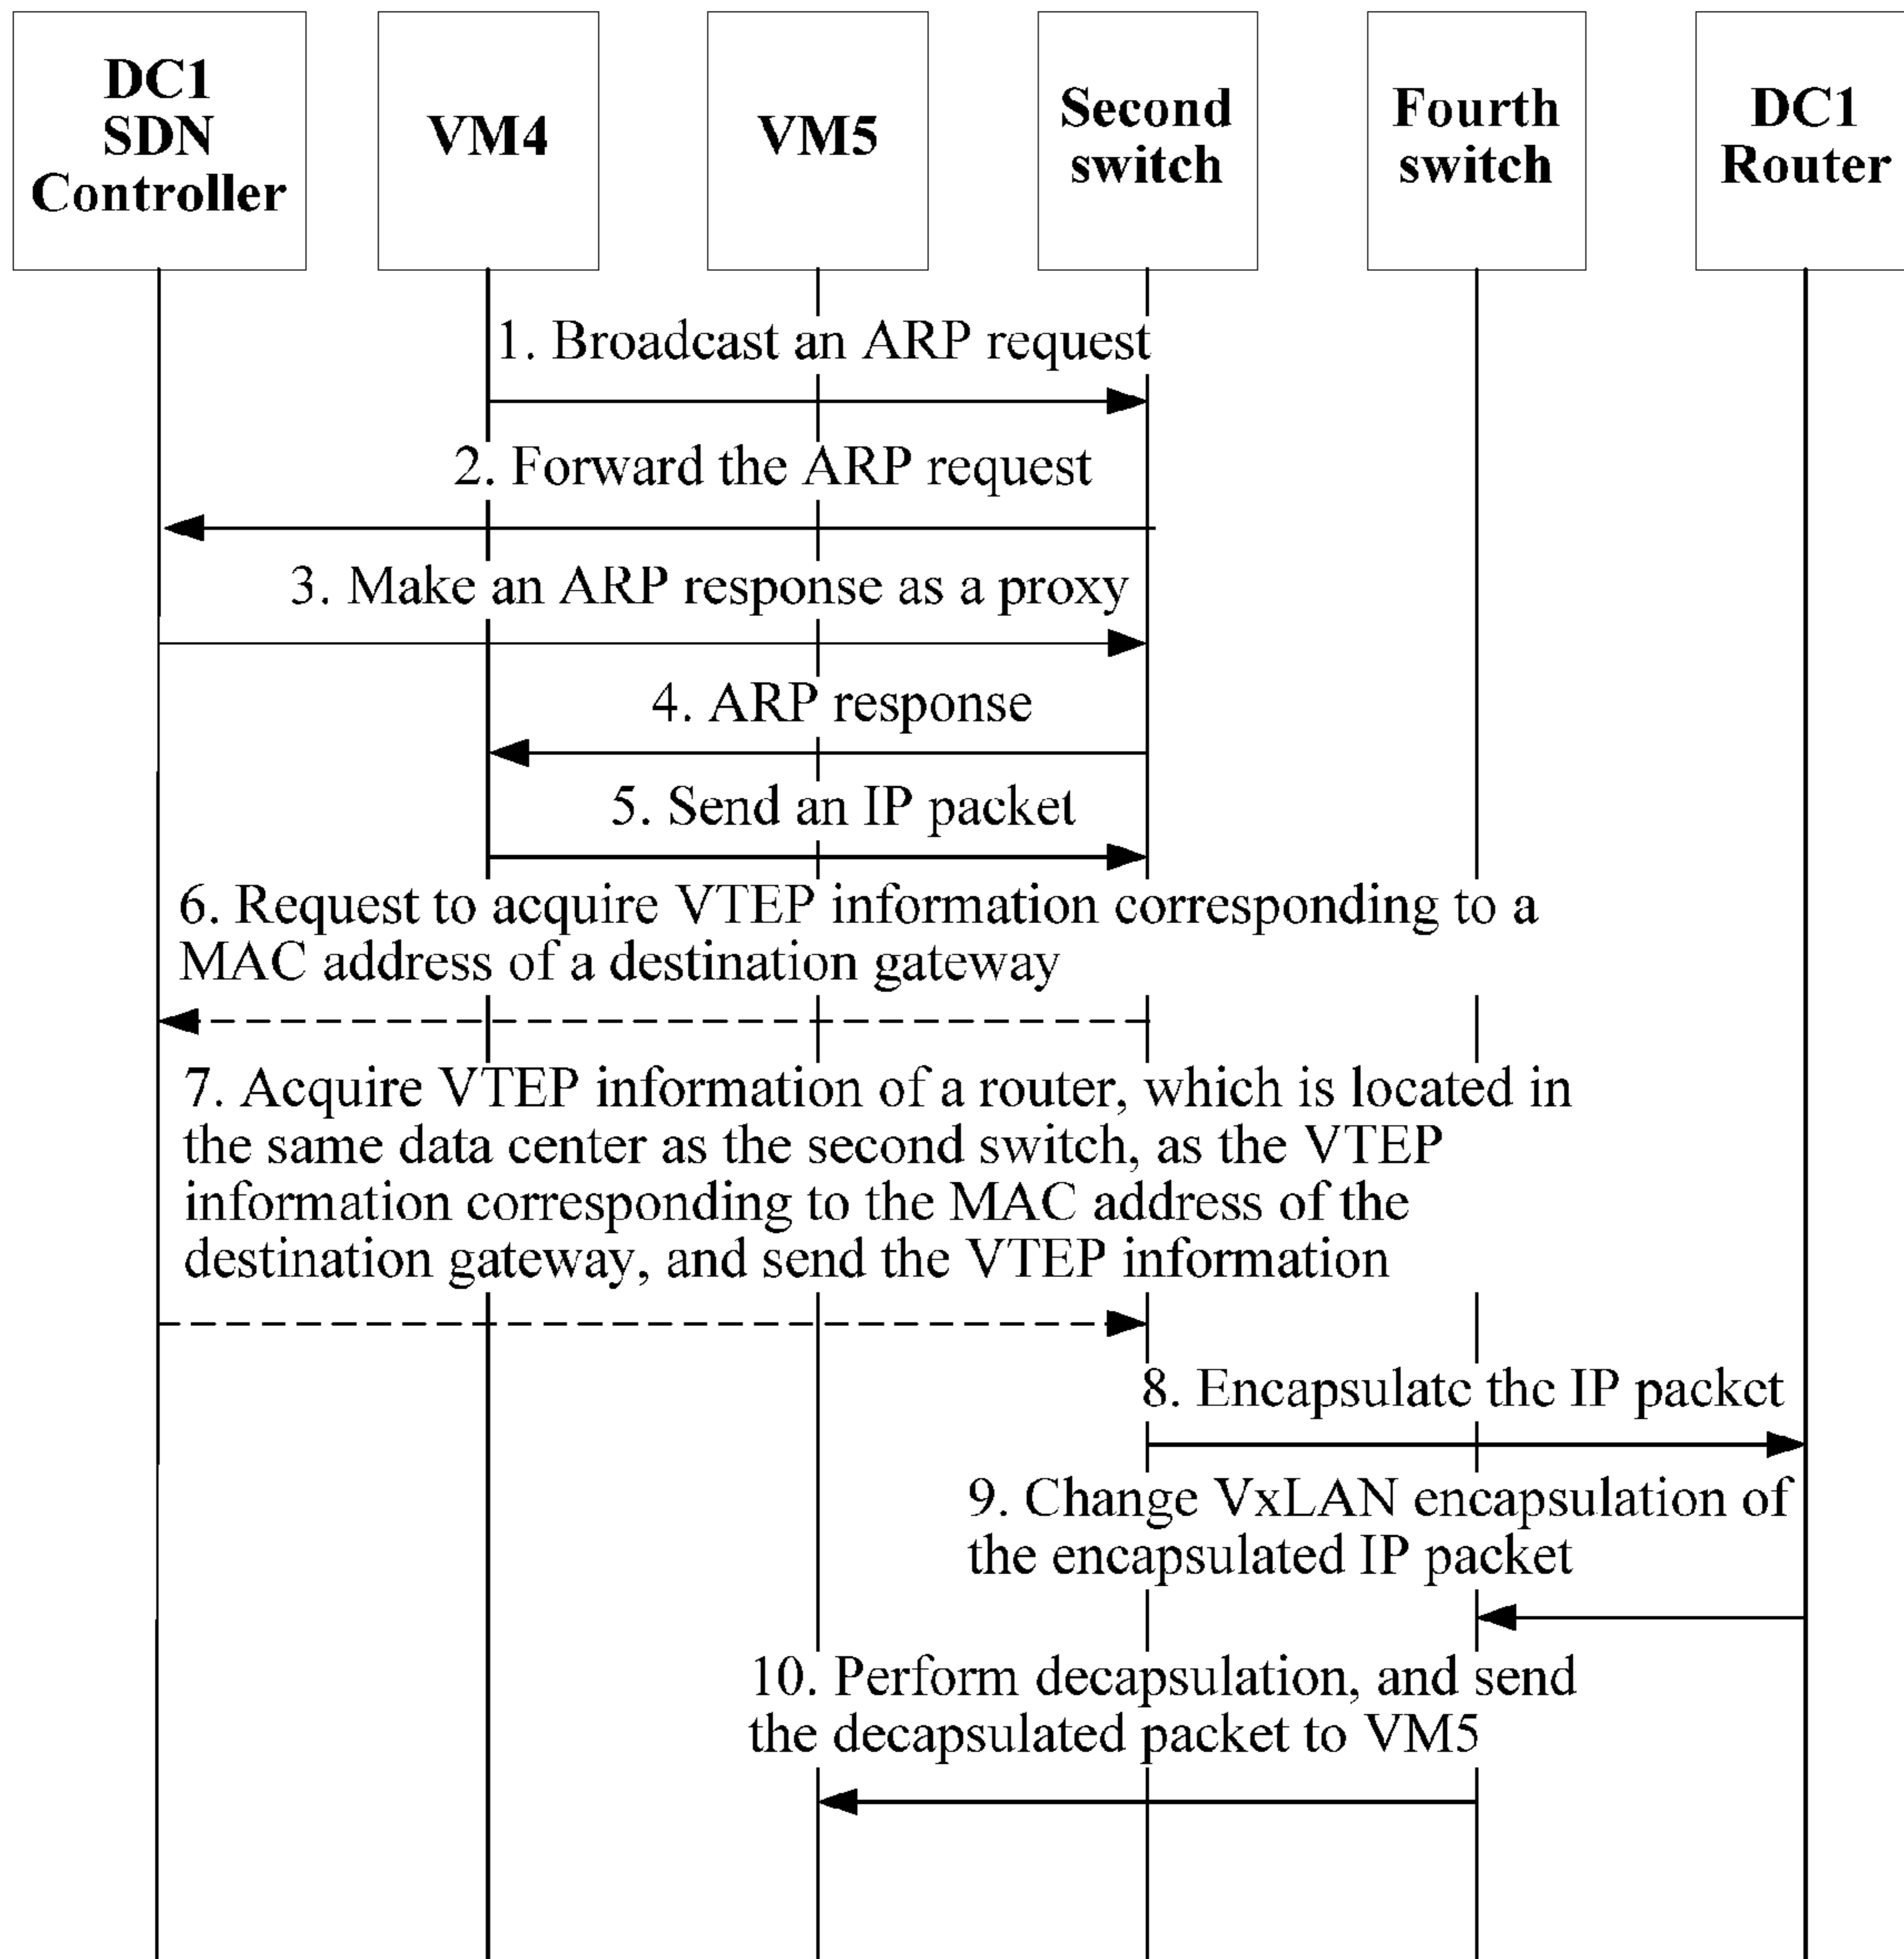 DC1
SDN
Controller
VM4
VM5
Second
switch
Fourth
switch
DC1
Router
1. Broadcast an ARP request
2. Forward the ARP request
3. Make an ARP response as a proxy
4. ARP response
5. Send an IP packet
6. Request to acquire VTEP information corresponding to a
MAC address of a destination gateway
7. Acquire VTEP information of a router, which is located in
the same data center as the second switch, as the VTEP
information corresponding to the MAC address of the
destination gateway, and send the VTEP information
8. Encapsulate the IP packet
9. Change VxLAN encapsulation of
the encapsulated IP packet
10. Perform decapsulation, and send
the decapsulated packet to VM5